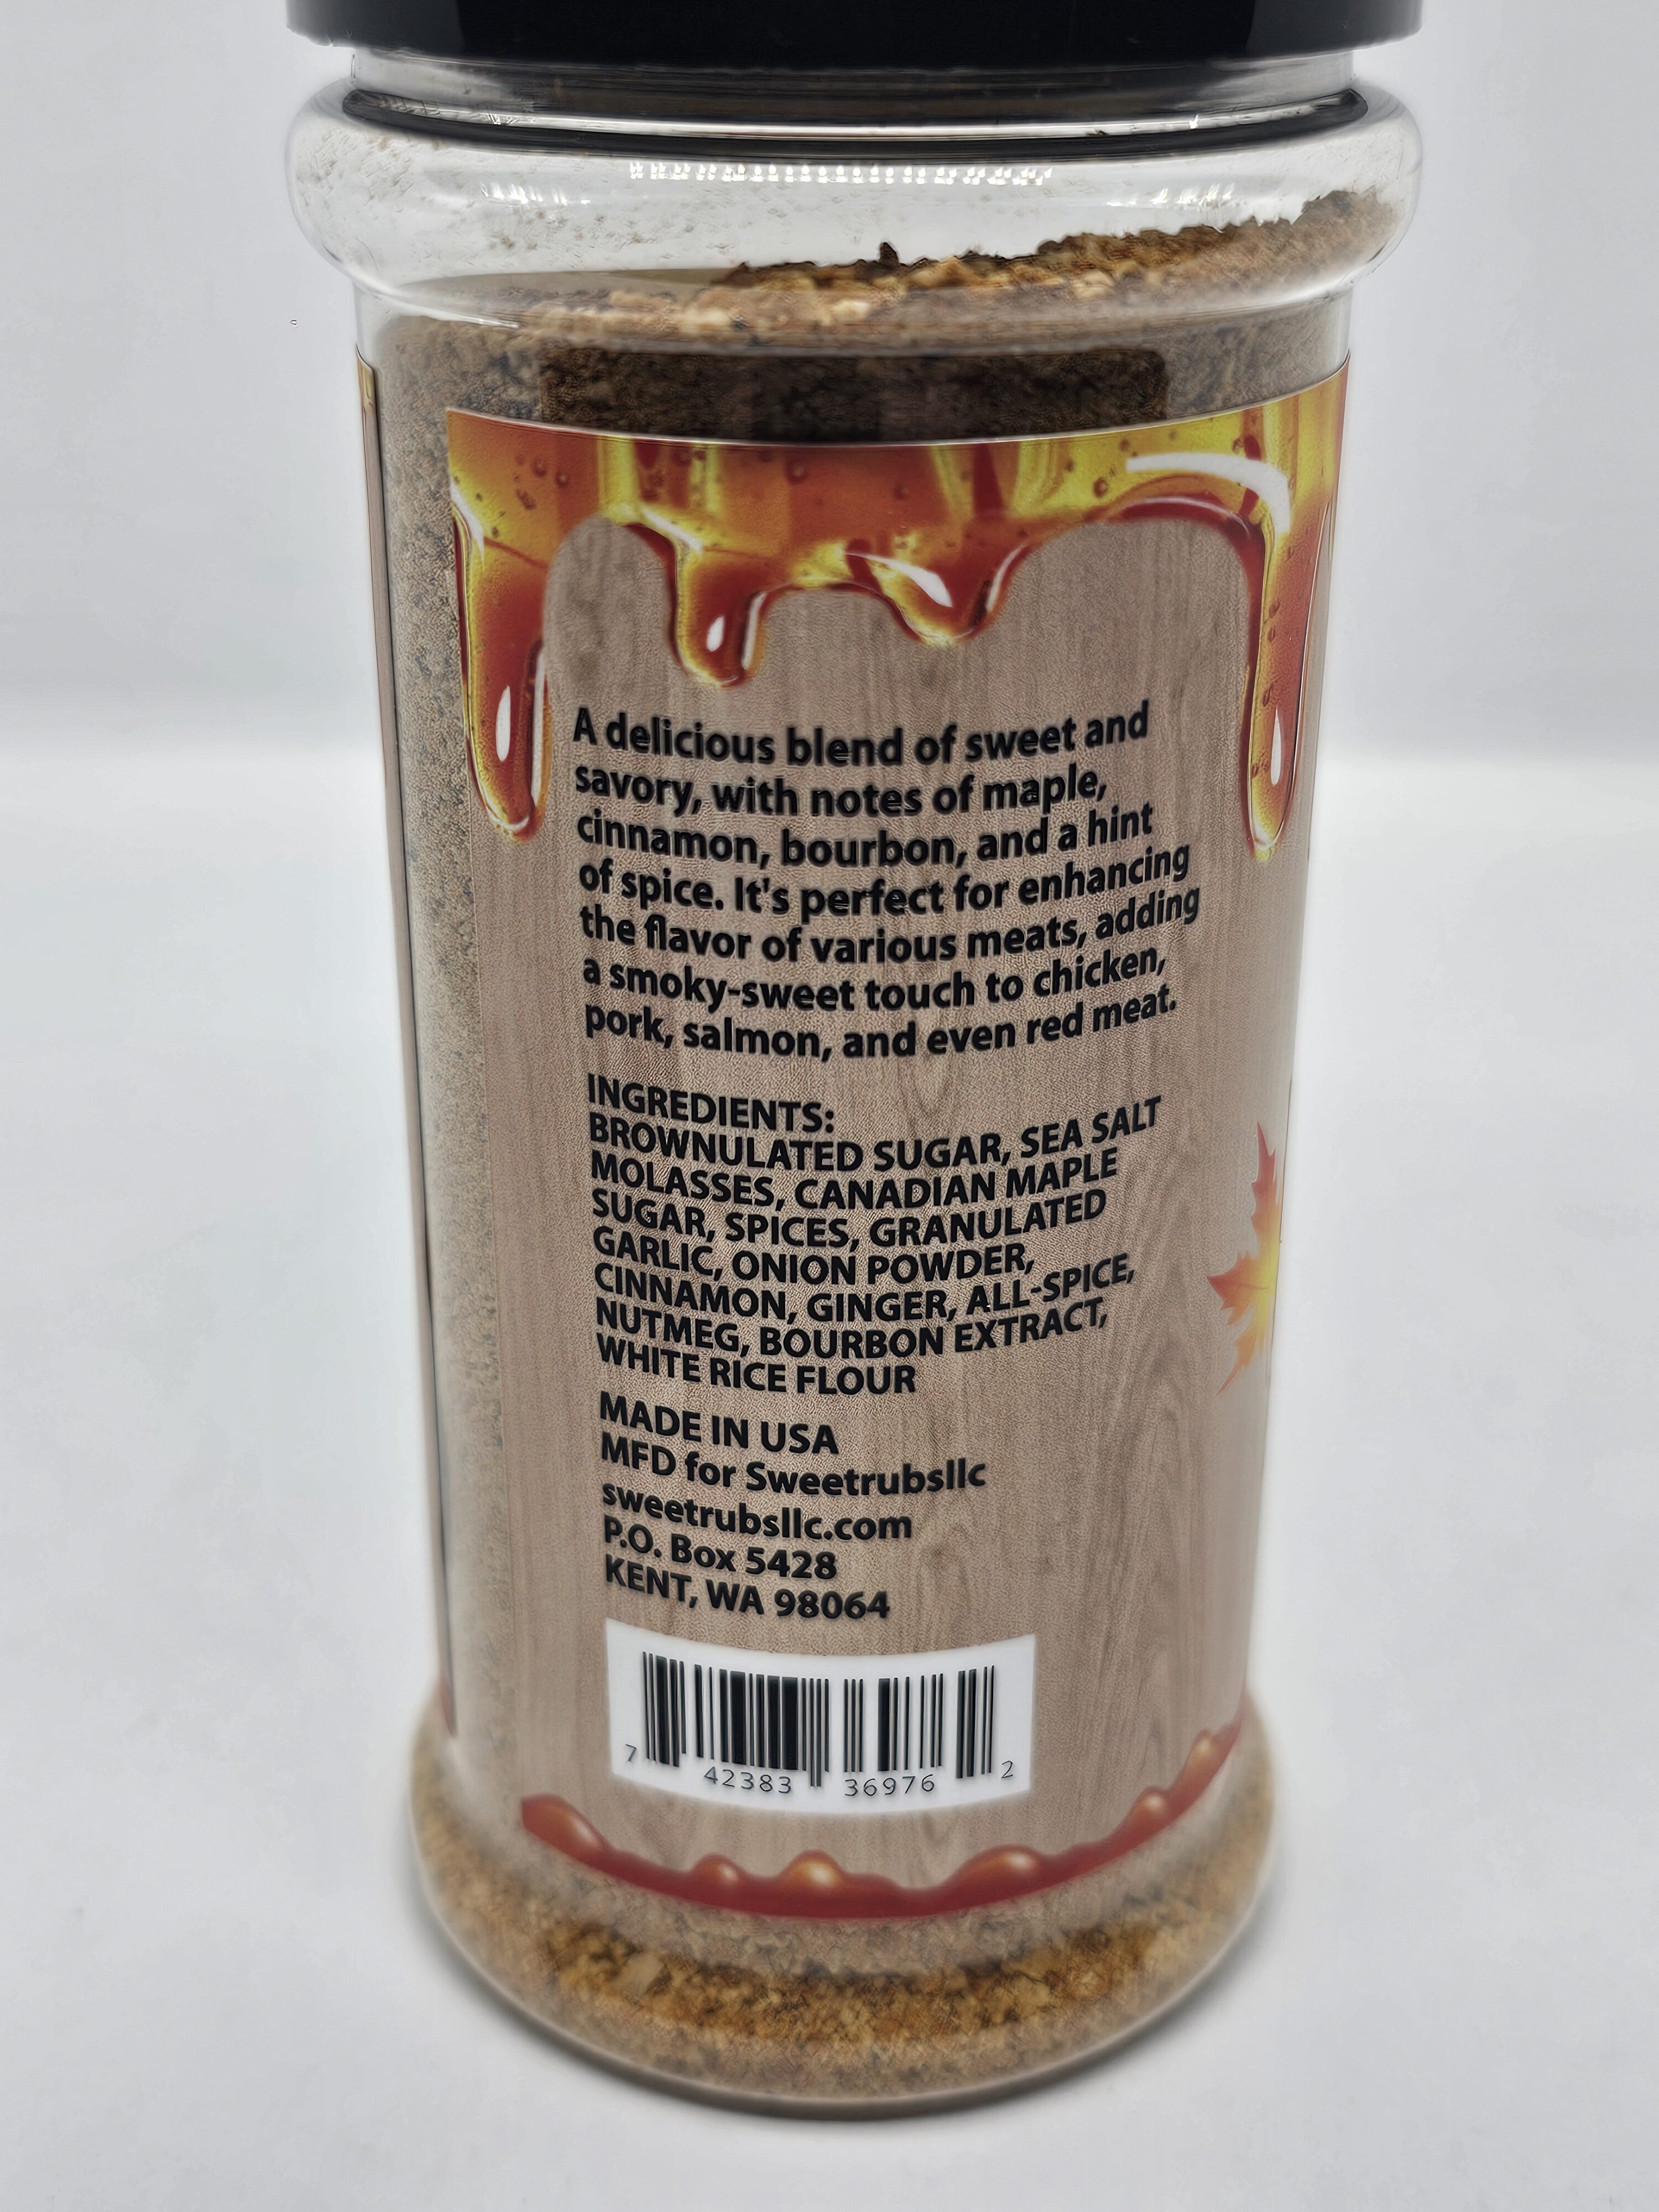 A delicious blend of sweet and
savory, with notes of maple,
cinnamon, bourbon, and a hint
of spice. It's perfect for enhancing
the flavor of various meats, adding
a smoky-sweet touch to chicken,
pork, salmon, and even red meat.
INGREDIENTS:
BROWNULATED SUGAR, SEA SALT
MOLASSES, CANADIAN MAPLE
SUGAR, SPICES, GRANULATED
GARLIC, ONION POWDER,
CINNAMON, GINGER, ALL-SPICE,
NUTMEG, BOURBON EXTRACT,
WHITE RICE FLOUR
MADE IN USA
MFD for Sweetrubsllc
sweetrubsllc.com
P.O. Box 5428
KENT, WA 98064
7 42383 36976 2